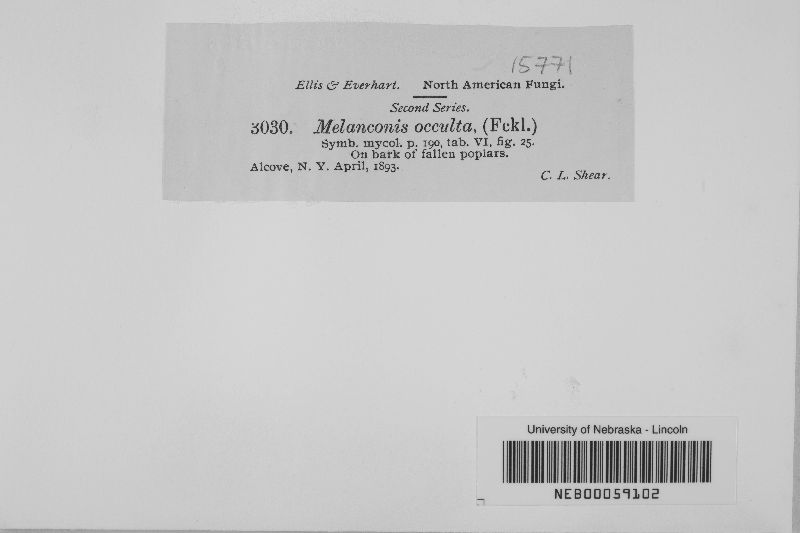 15771
Ellis & Everhart. North American Fungi.
Second Series.
3030. Melanconis occulta, (Fckl.)
Symb. mycol. p. 190, tab. VI, fig. 25.
On bark of fallen poplars.
Alcove, N. Y. April, 1893.
C. L. Shear.
University of Nebraska - Lincoln
NEB00059102